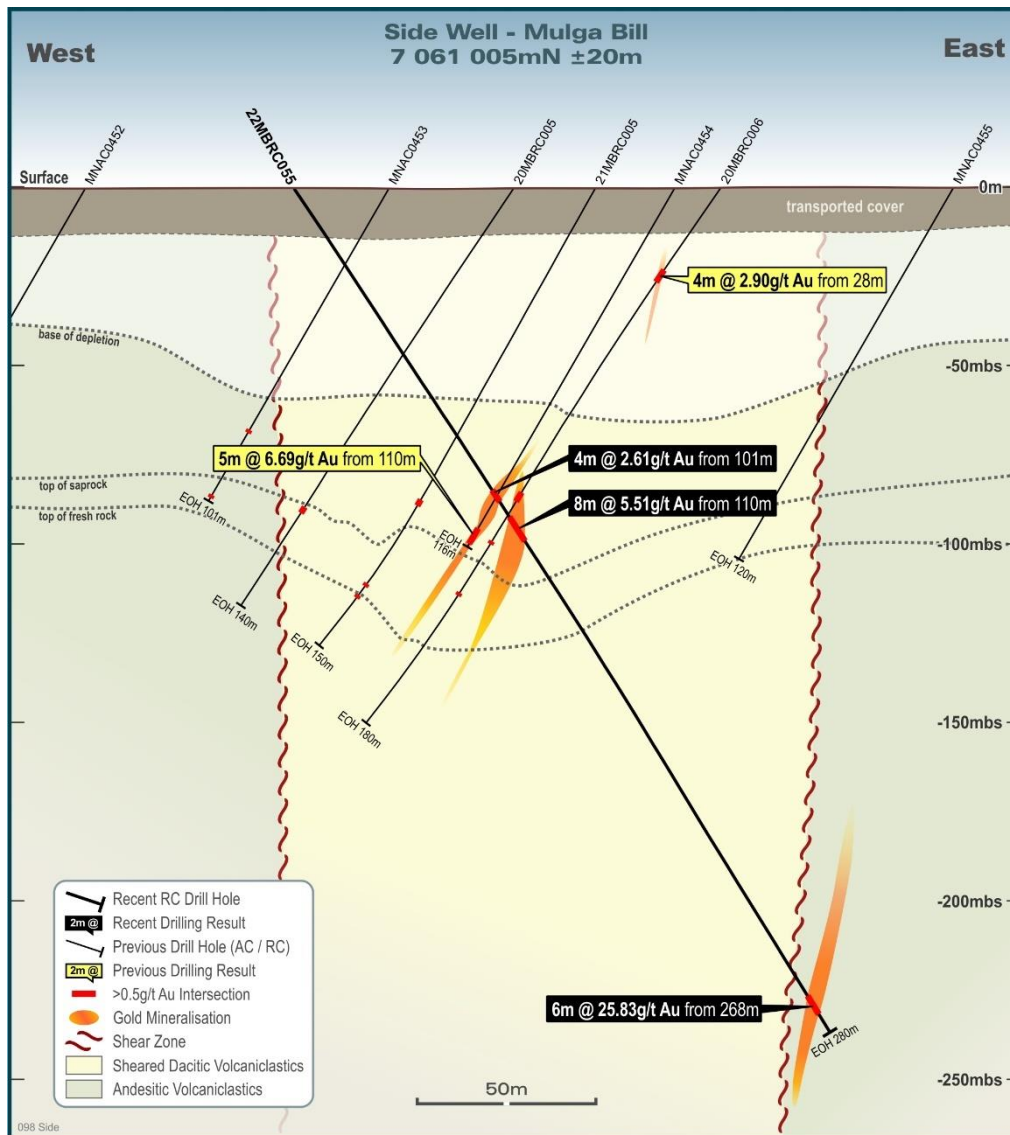 Side Well - Mulga Bill
7 061 005mN ±20m
West
East
MNAC0452
22MBRC055
MNAC0453
20MBRC005
21MBRC005
MNAC0454
20MBRC006
MNAC0455
Surface
0m
transported cover
4m @ 2.90g/t Au from 28m
base of depletion
-50mbs
5m @ 6.69g/t Au from 110m
4m @ 2.61g/t Au from 101m
8m @ 5.51g/t Au from 110m
top of saprock
top of fresh rock
EOH 101m
EOH
116m
-100mbs
EOH 120m
EOH 140m
EOH 150m
EOH 180m
-150mbs
-200mbs
6m @ 25.83g/t Au from 268m
EOH 280m
-250mbs
Recent RC Drill Hole
2m @
Recent Drilling Result
Previous Drill Hole (AC / RC)
2m @
Previous Drilling Result
>0.5g/t Au Intersection
Gold Mineralisation
Shear Zone
Sheared Dacitic Volcaniclastics
Andesitic Volcaniclastics
50m
098 Side